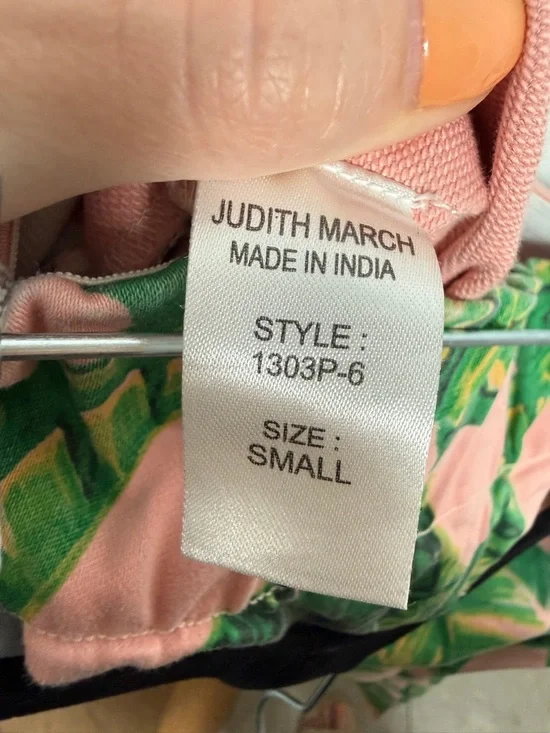 JUDITH MARCH
MADE IN INDIA
STYLE :
1303P-6
SIZE :
SMALL